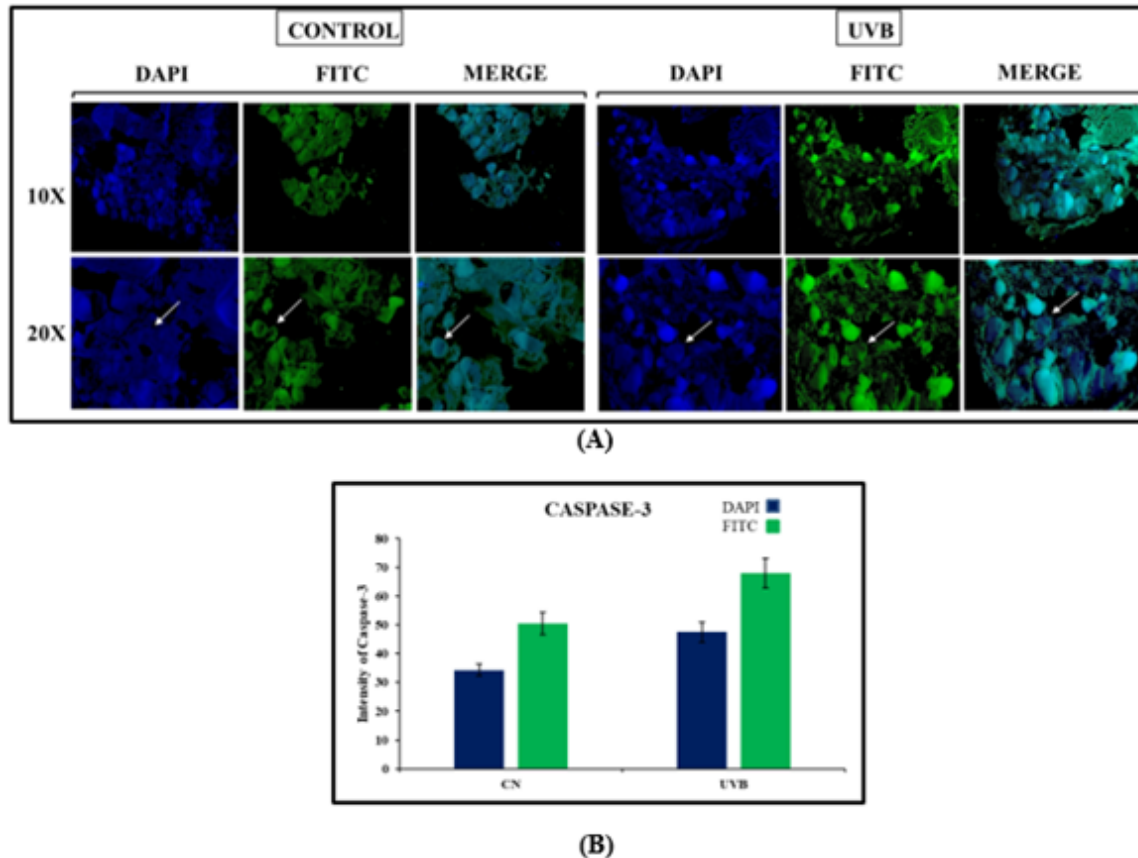 CONTROL UVB
DAPI FITC MERGE DAPI FITC MERGE
10X
20X
(A)
CASPASE-3
DAPI
FITC
Intensity of Caspase-3
80
70
60
50
40
30
20
10
0
CN UVB
(B)